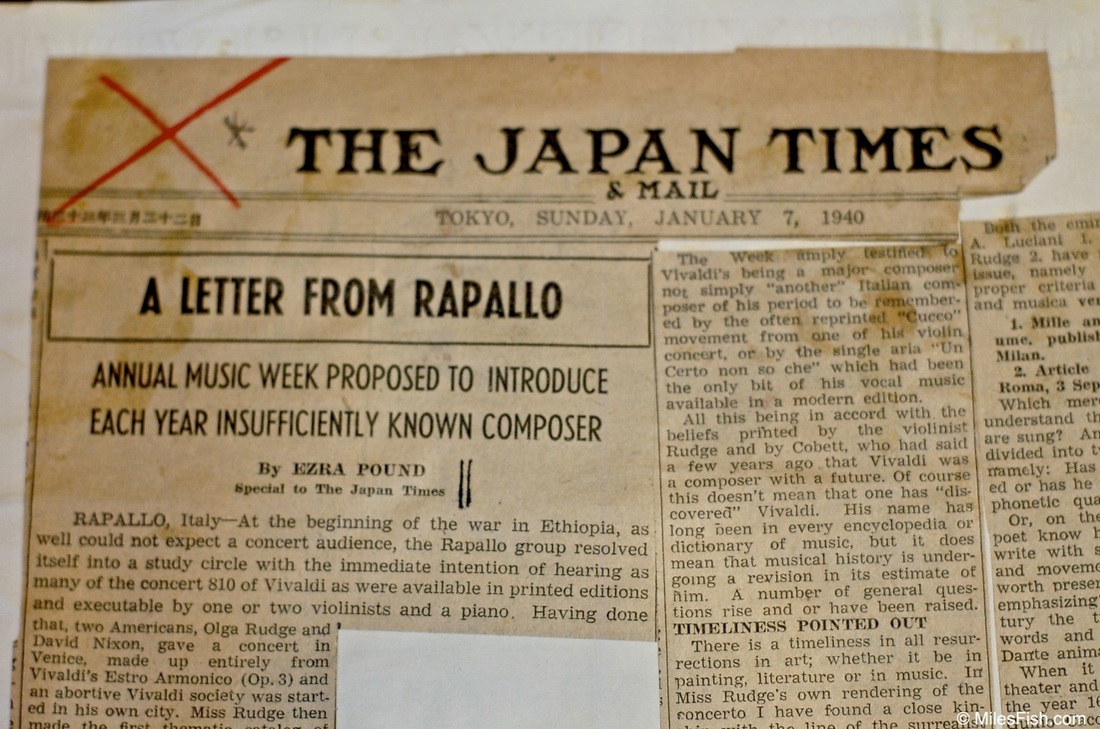 THE JAPAN TIMES
& MAIL
TOKYO, SUNDAY, JANUARY 7, 1940
A LETTER FROM RAPALLO
ANNUAL MUSIC WEEK PROPOSED TO INTRODUCE
EACH YEAR INSUFFICIENTLY KNOWN COMPOSER
By EZRA POUND
Special to The Japan Times
RAPALLO, Italy—At the beginning of the war in Ethiopia, as
well could not expect a concert audience, the Rapallo group resolved
itself into a study circle with the immediate intention of hearing as
many of the concert 810 of Vivaldi as were available in printed editions
and executable by one or two violinists and a piano. Having done
that, two Americans, Olga Rudge and
David Nixon, gave a concert in
Venice, made up entirely from
Vivaldi's Estro Armonico (Op. 3) and
an abortive Vivaldi society was start-
ed in his own city. Miss Rudge then
made the first thematic catalog of
The Week amply testified to
Vivaldi's being a major composer
not simply "another" Italian com-
poser of his period to be remember-
ed by the often reprinted "Cucco"
movement from one of his violin
concert, or by the single aria "Un
Certo non so che" which had been
the only bit of his vocal music
available in a modern edition.
All this being in accord with the
beliefs printed by the violinist
Rudge and by Cobett, who had said
a few years ago that Vivaldi was
a composer with a future. Of course
this doesn't mean that one has "dis-
covered" Vivaldi. His name has
long been in every encyclopedia or
dictionary of music, but it does
mean that musical history is under-
going a revision in its estimate of
him. A number of general ques-
tions rise and or have been raised.
TIMELINESS POINTED OUT
There is a timeliness in all resur-
rections in art; whether it be in
painting, literature or in music. In
Miss Rudge's own rendering of the
concerto I have found a close kin-
ship with the line of the surreal
Both the emi
A. Luciani 1.
Rudge 2. have
issue, namely
proper criteria
and musica ve
1. Mille an
ume. publis
Milan.
2. Article
Roma, 3 Sep
Which mer
understand th
are sung? An
divided into t
namely: Has
ed or has he
phonetic qua
Or, on the
poet know h
write with s
and moveme
worth prese
emphasizing
tury the t
words and
Dante anima
When it
theater and
the year 16
© MilesFish.com